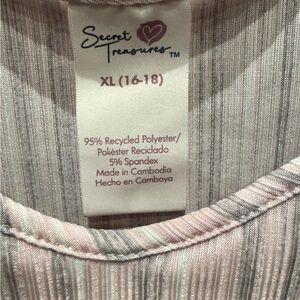 Secret
Treasures™
XL (16-18)
95% Recycled Polyester/
Poliéster Reciclado
5% Spandex
Made in Cambodia
Hecho en Camboya